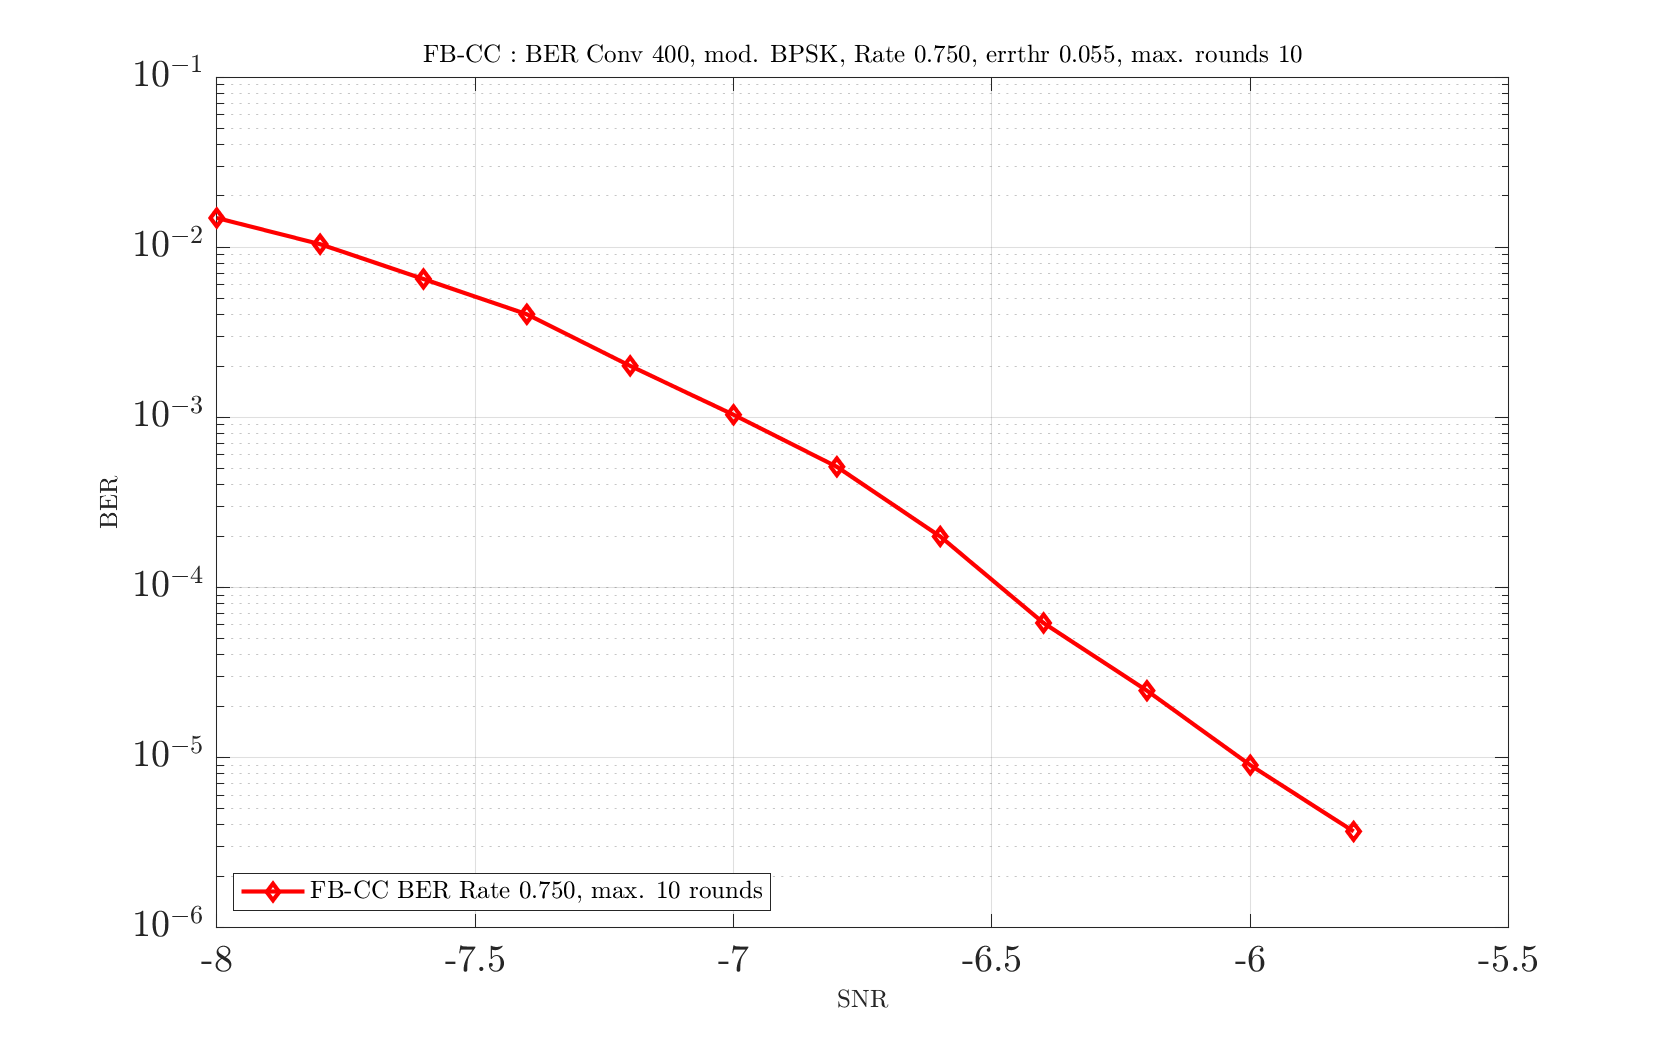 FB-CC : BER Conv 400, mod. BPSK, Rate 0.750, errthr 0.055, max. rounds 10
10^{-1}
10^{-2}
10^{-3}
10^{-4}
10^{-5}
10^{-6}
BER
FB-CC BER Rate 0.750, max. 10 rounds
-8 -7.5 -7 -6.5 -6 -5.5
SNR